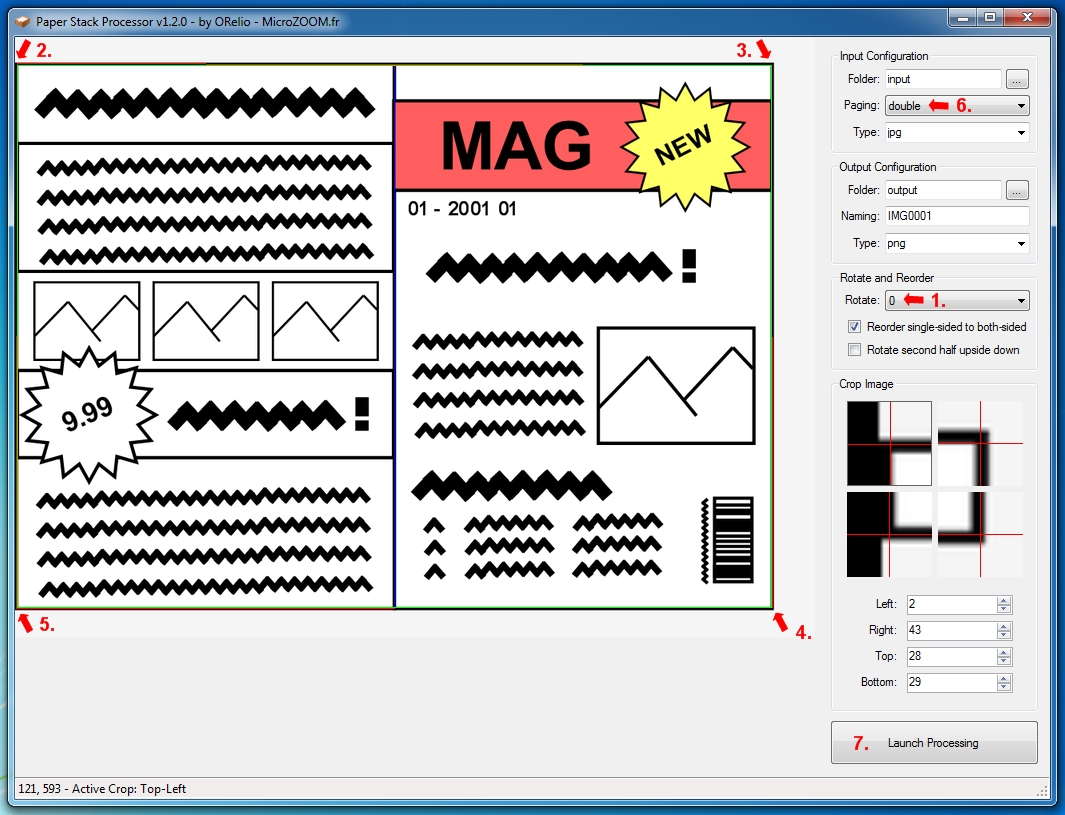 Paper Stack Processor v1.2.0 - by ORelio - MicroZOOM.fr
2.
3.
MAG
NEW
01 - 2001 01
!
9.99
!
5.
4.
Input Configuration
Folder: input ...
Paging: double 6.
Type: jpg
Output Configuration
Folder: output ...
Naming: IMG0001
Type: png
Rotate and Reorder
Rotate: 0 1.
Reorder single-sided to both-sided
Rotate second half upside down
Crop Image
Left: 2
Right: 43
Top: 28
Bottom: 29
7. Launch Processing
121, 593 - Active Crop: Top-Left